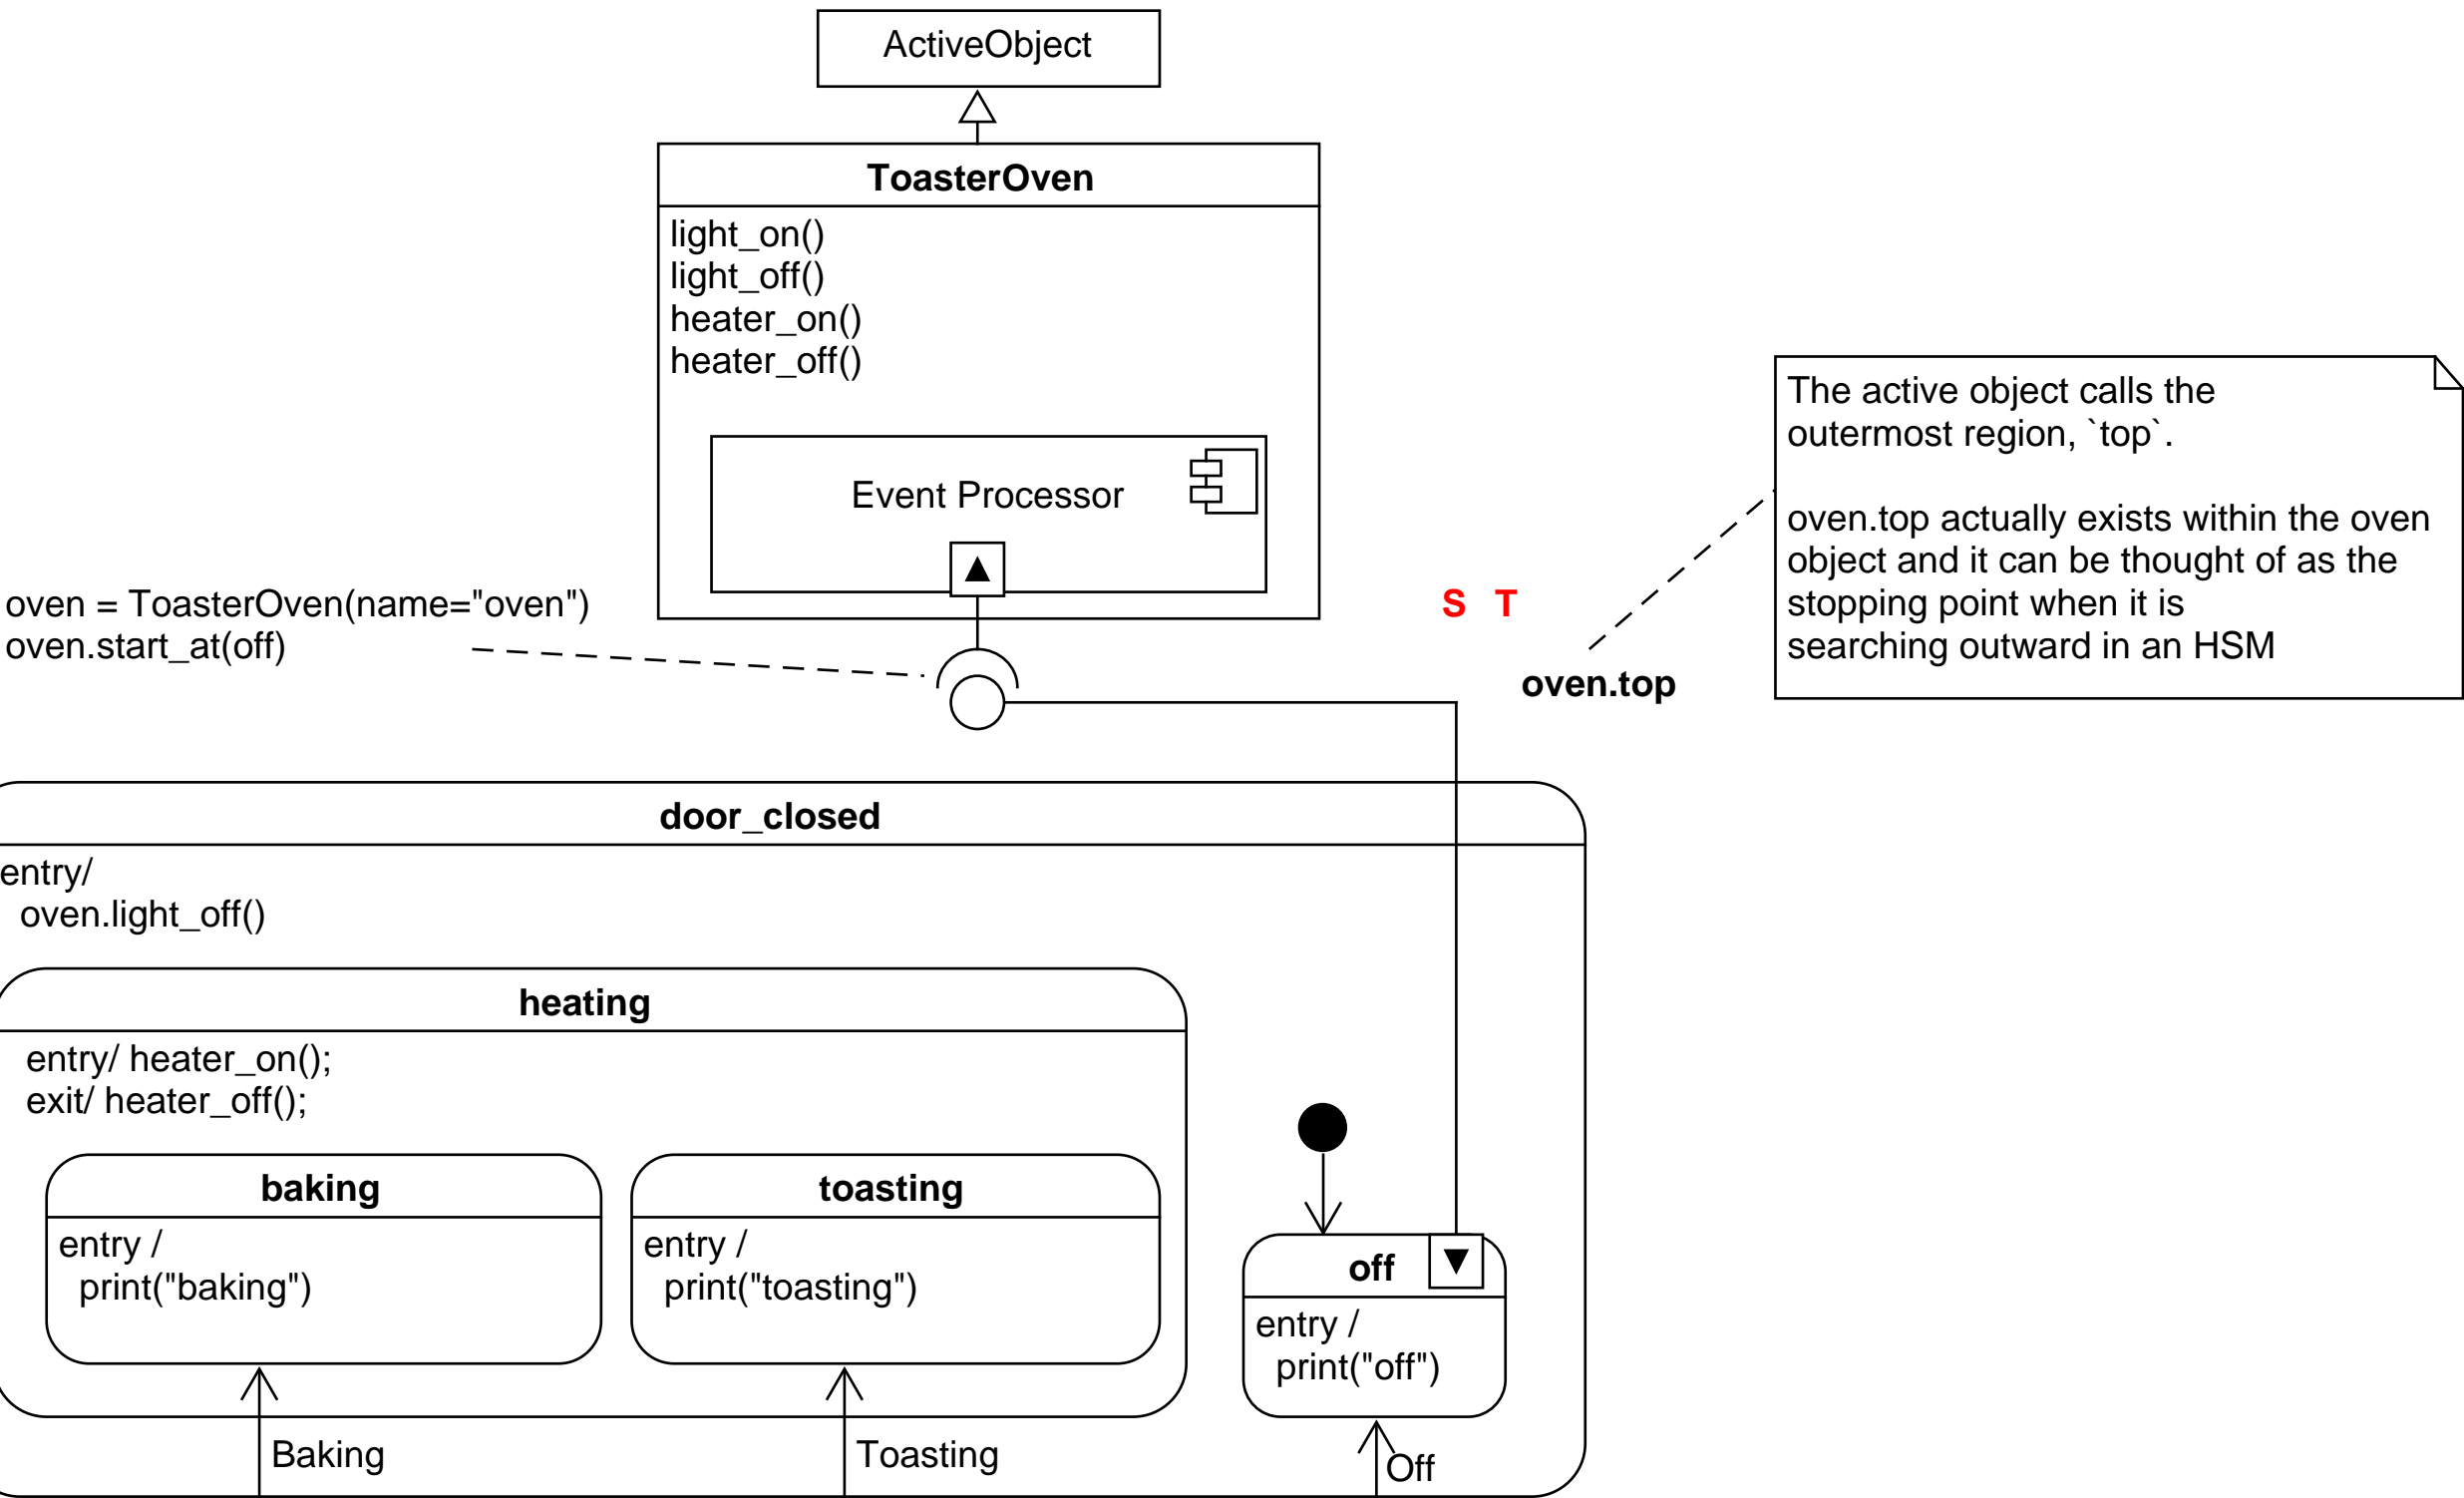 ActiveObject
ToasterOven
light_on()
light_off()
heater_on()
heater_off()
Event Processor
The active object calls the
outermost region, `top`.
oven.top actually exists within the oven
object and it can be thought of as the
stopping point when it is
searching outward in an HSM
oven = ToasterOven(name="oven")
oven.start_at(off)
S T
oven.top
door_closed
entry/
oven.light_off()
heating
entry/ heater_on();
exit/ heater_off();
baking
entry /
print("baking")
toasting
entry /
print("toasting")
off
entry /
print("off")
Baking
Toasting
Off